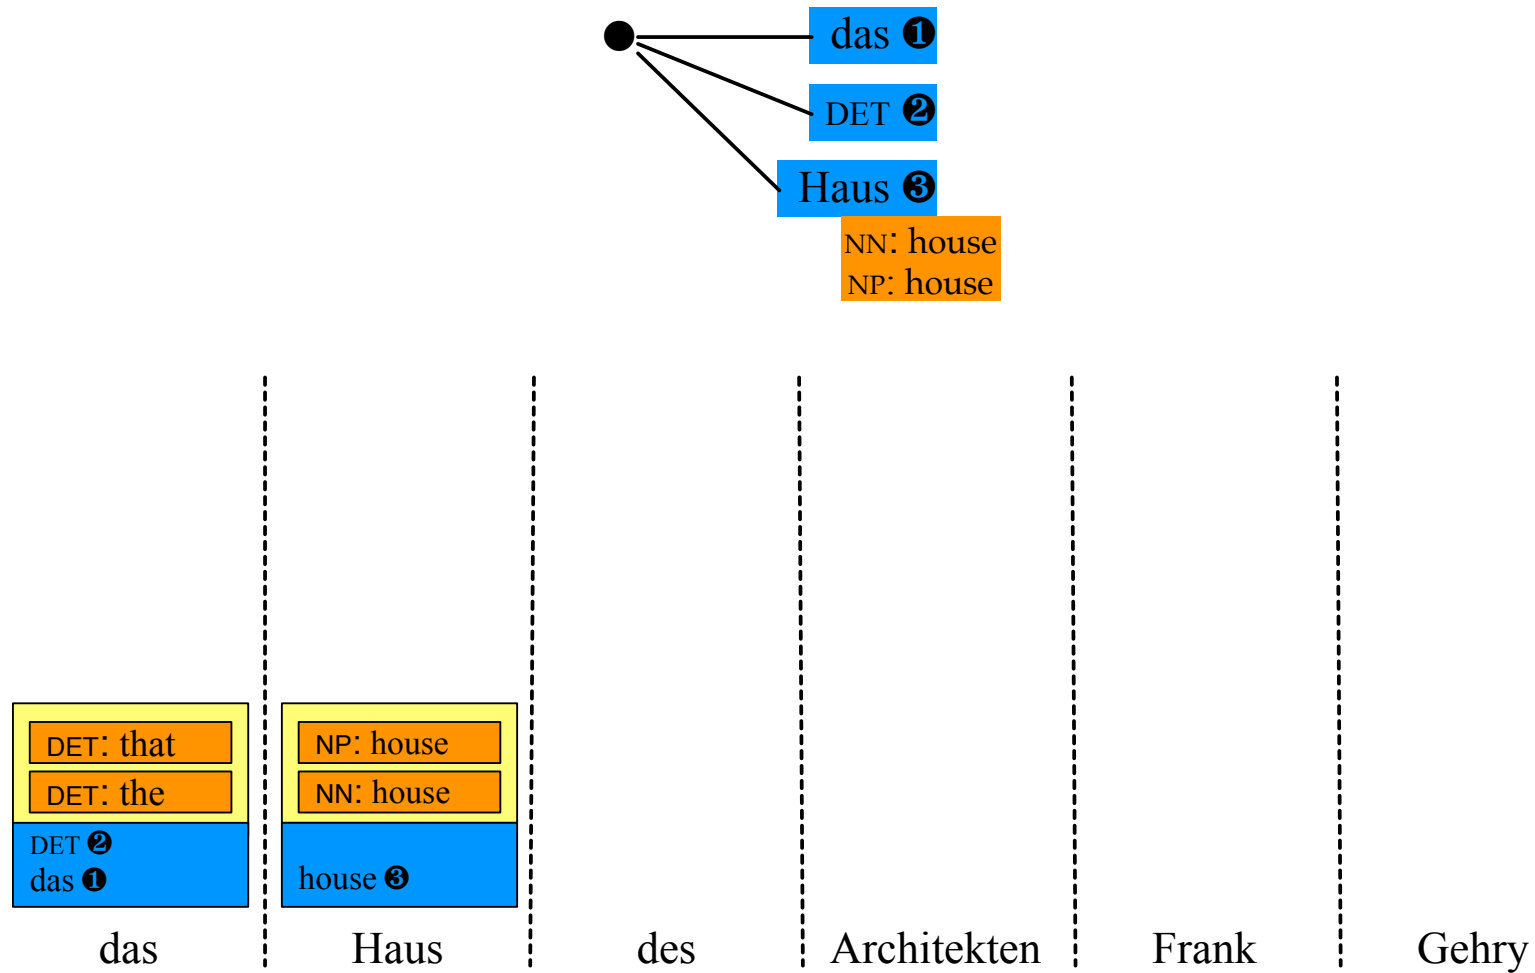 das ❶
DET ❷
Haus ❸
NN: house
NP: house
DET: that
DET: the
DET ❷
das ❶
NP: house
NN: house
house ❸
das Haus des Architekten Frank Gehry